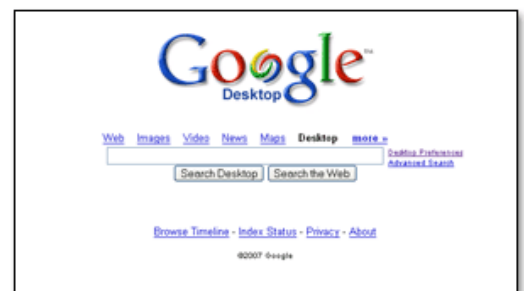 Google TM
Desktop
Web Images Video News Maps Desktop more »
Desktop Preferences
Advanced Search
Search Desktop Search the Web
Browse Timeline - Index Status - Privacy - About
©2007 Google